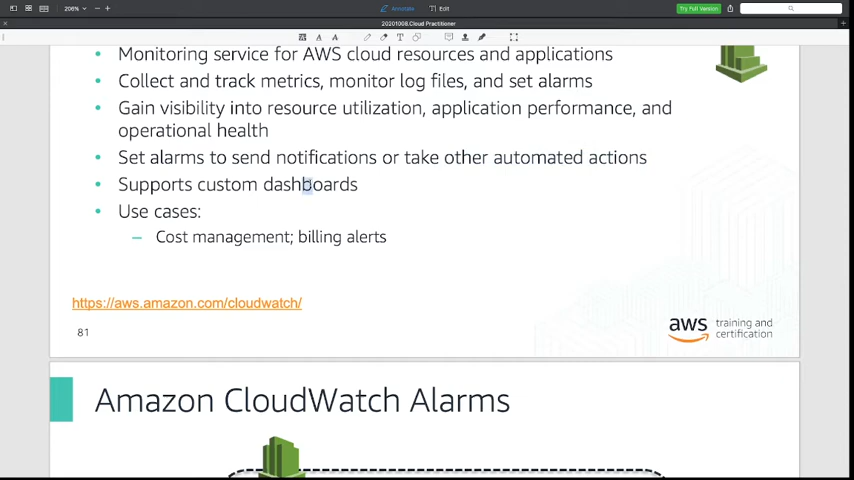 206%
Annotate
Edit
Try Full Version
20201008.Cloud Practitioner
• Monitoring service for AWS cloud resources and applications
• Collect and track metrics, monitor log files, and set alarms
• Gain visibility into resource utilization, application performance, and
operational health
• Set alarms to send notifications or take other automated actions
• Supports custom dashboards
• Use cases:
– Cost management; billing alerts
https://aws.amazon.com/cloudwatch/
81
aws training and
certification
Amazon CloudWatch Alarms